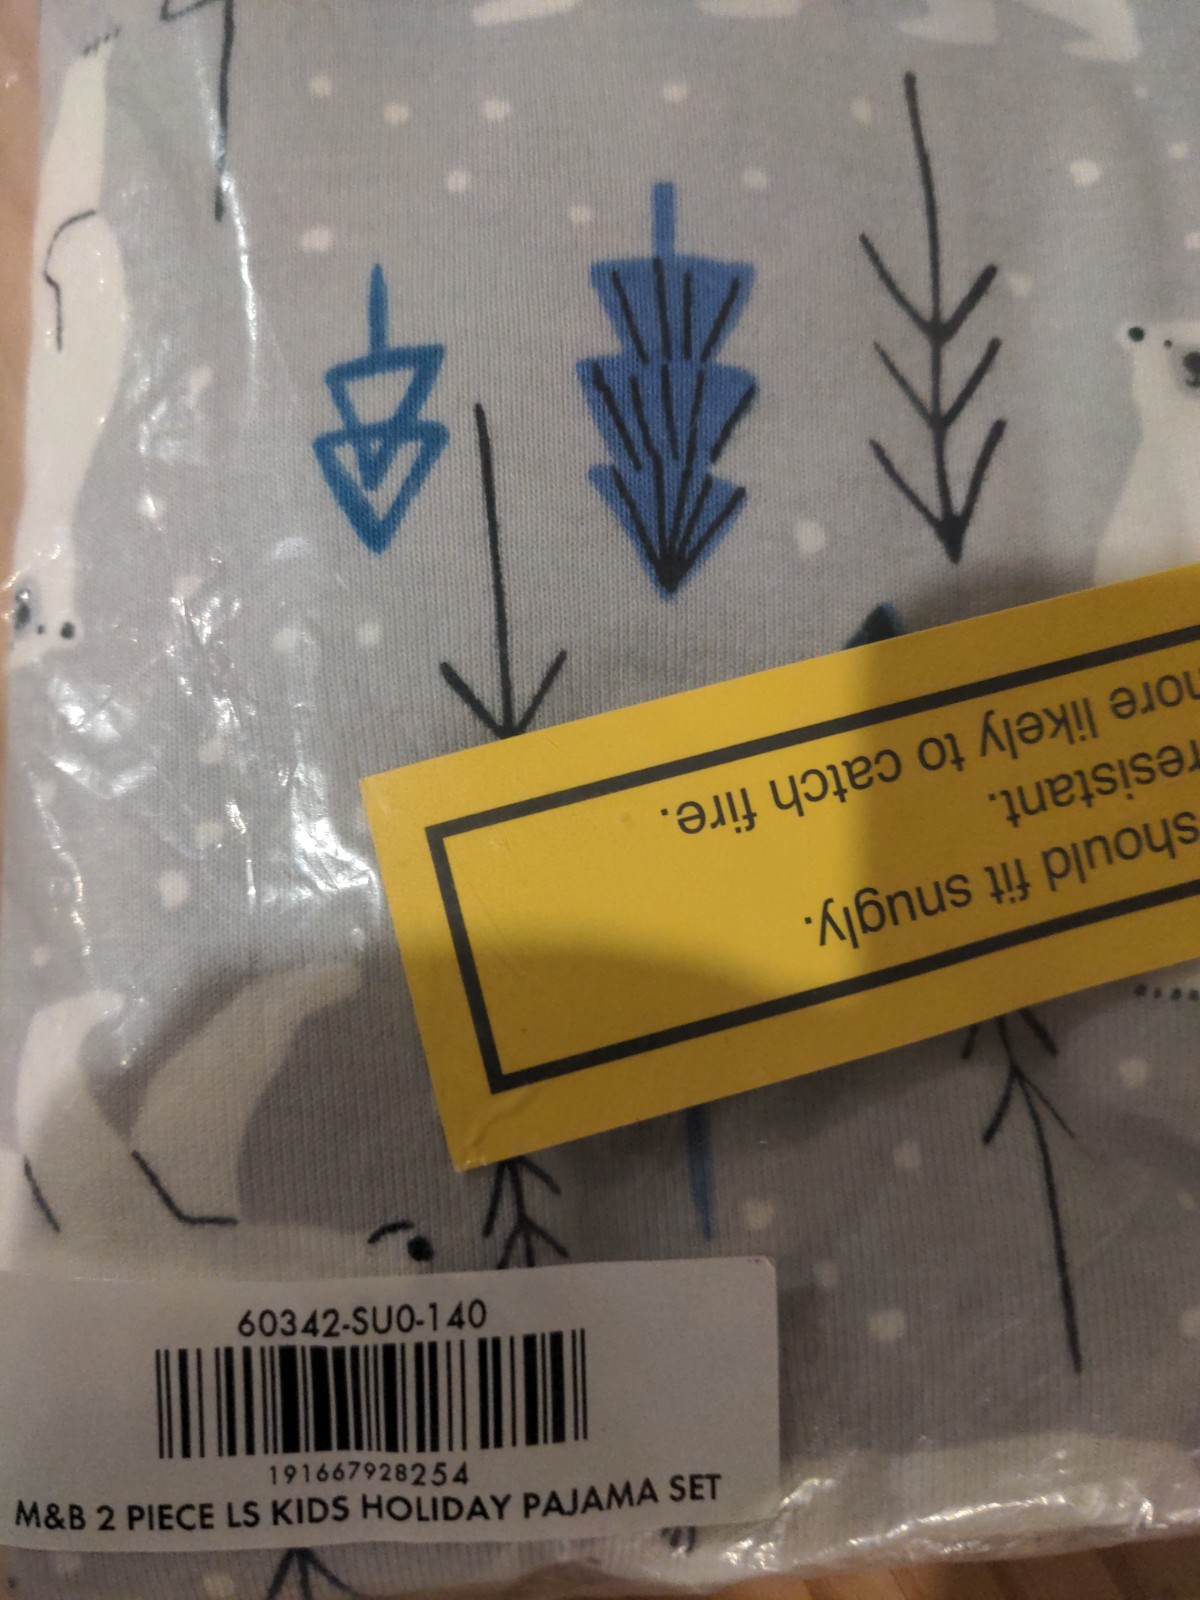 should fit snugly.
resistant.
more likely to catch fire.
60342-SU0-140
191667928254
M&B 2 PIECE LS KIDS HOLIDAY PAJAMA SET